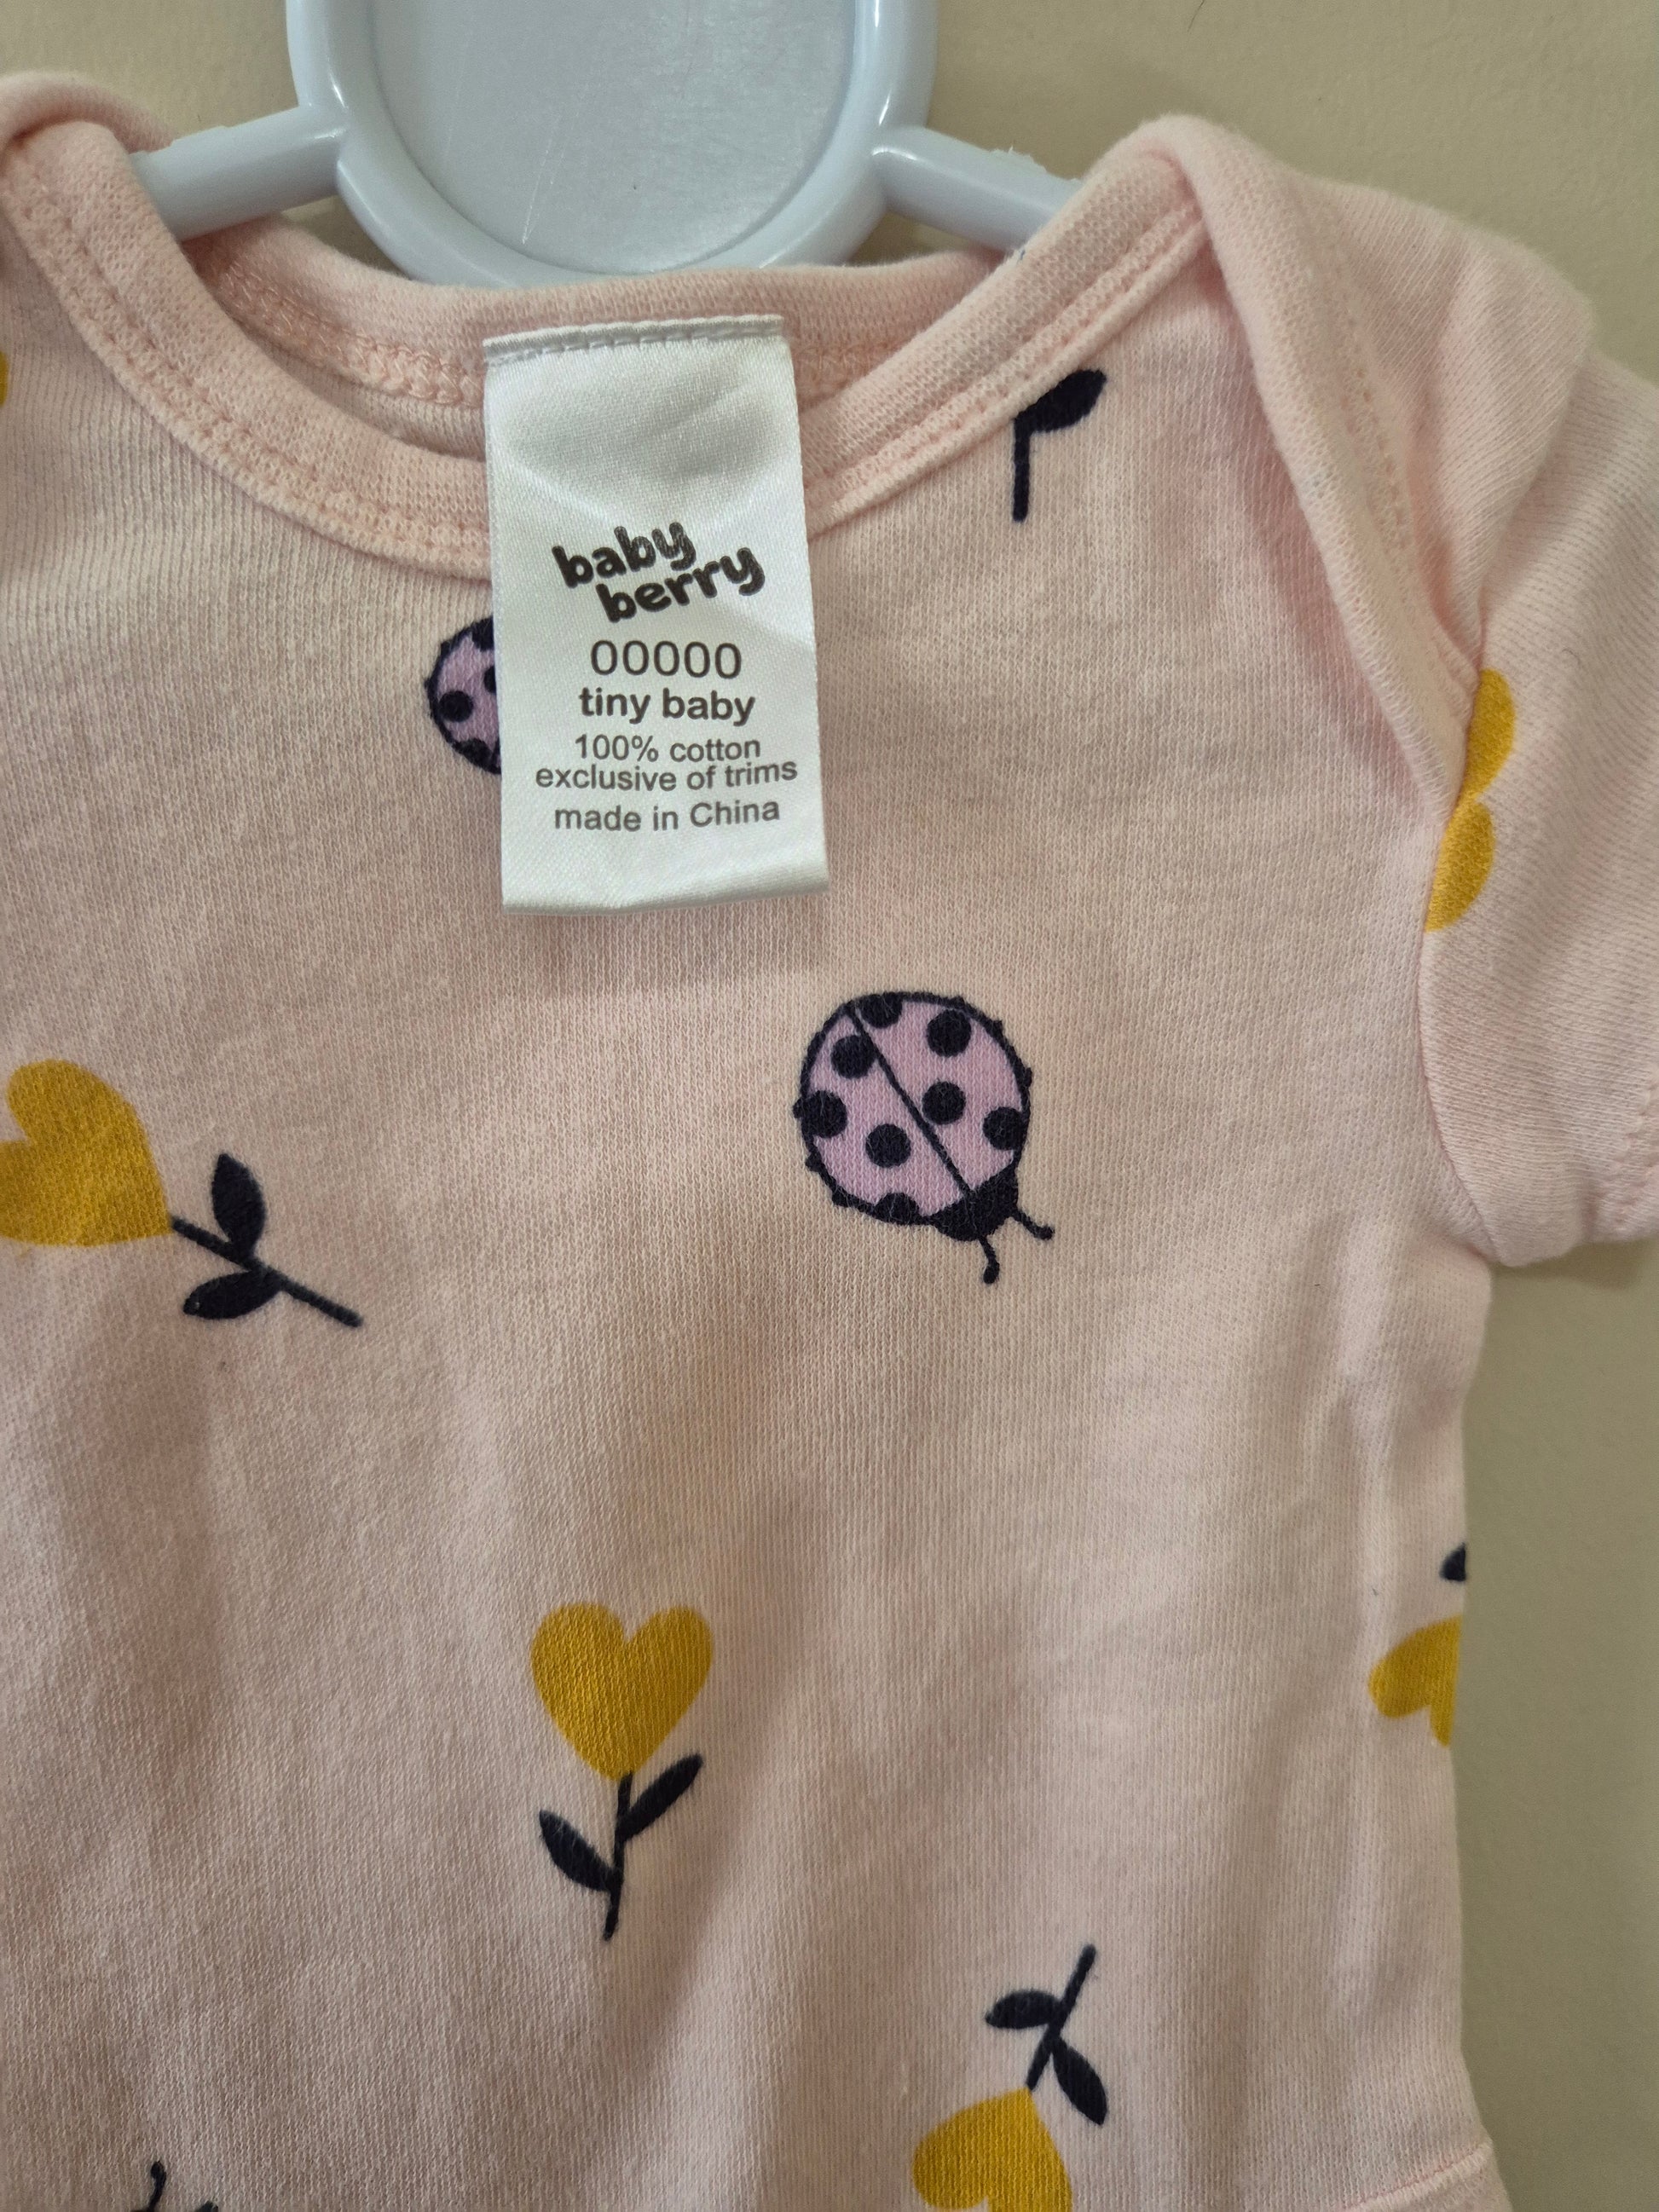 baby
berry
00000
tiny baby
100% cotton
exclusive of trims
made in China